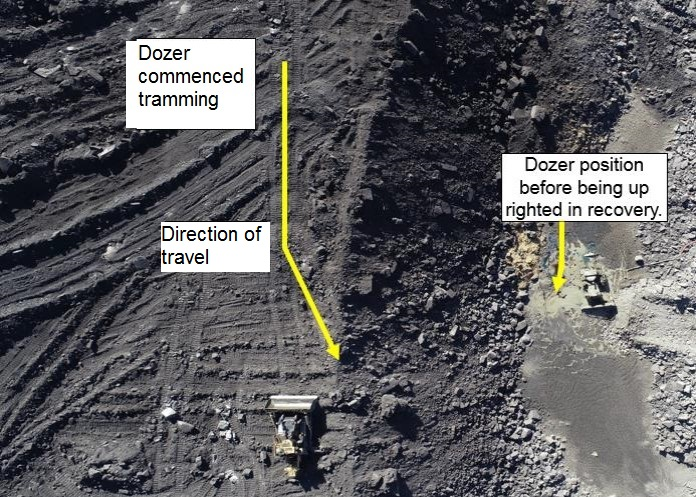 Dozer
commenced
tramming
Dozer position
before being up
righted in recovery.
Direction of
travel